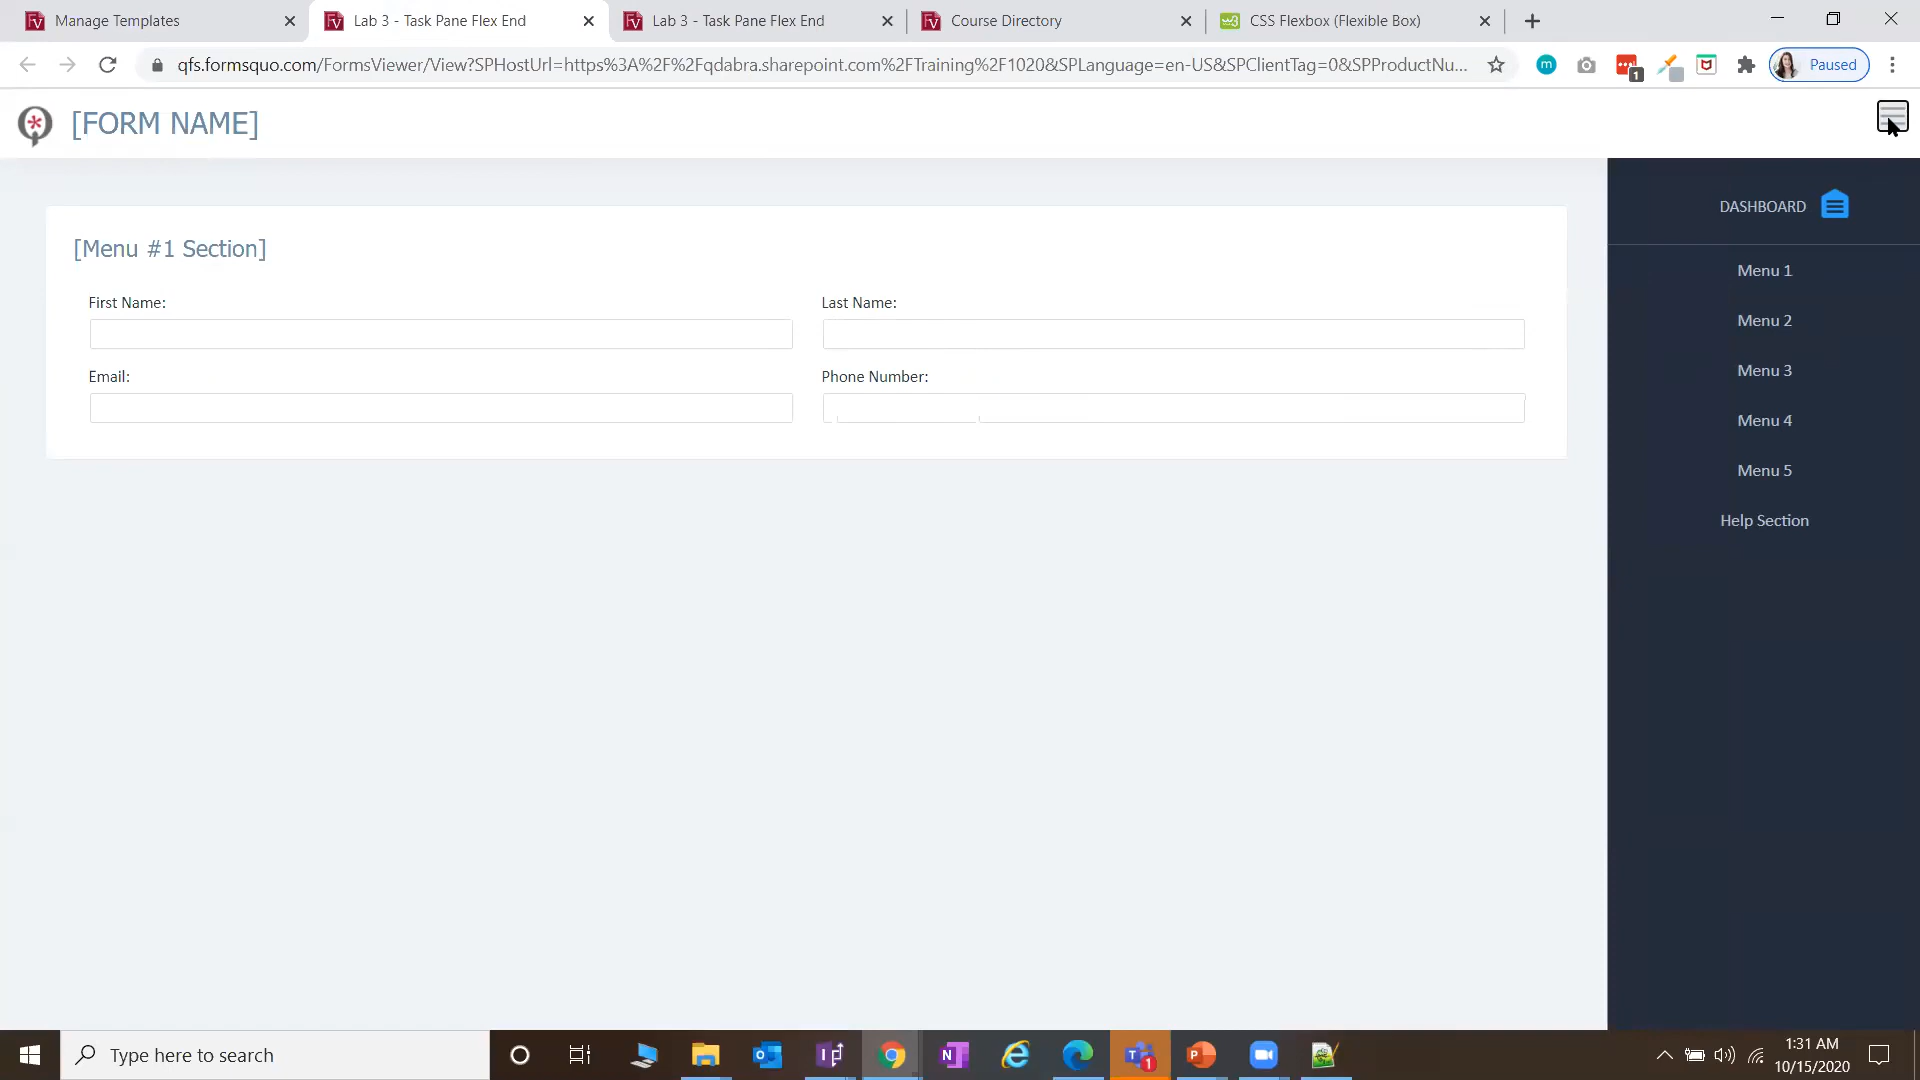 Manage Templates
Lab 3 - Task Pane Flex End
Lab 3 - Task Pane Flex End
Course Directory
CSS Flexbox (Flexible Box)
qfs.formsquo.com/FormsViewer/View?SPHostUrl=https%3A%2F%2Fqdabra.sharepoint.com%2FTraining%2F1020&SPLanguage=en-US&SPClientTag=0&SPProductNu...
m
1
Paused
[FORM NAME]
DASHBOARD
[Menu #1 Section]
Menu 1
First Name:
Last Name:
Menu 2
Email:
Phone Number:
Menu 3
Menu 4
Menu 5
Help Section
Type here to search
1
1:31 AM
10/15/2020